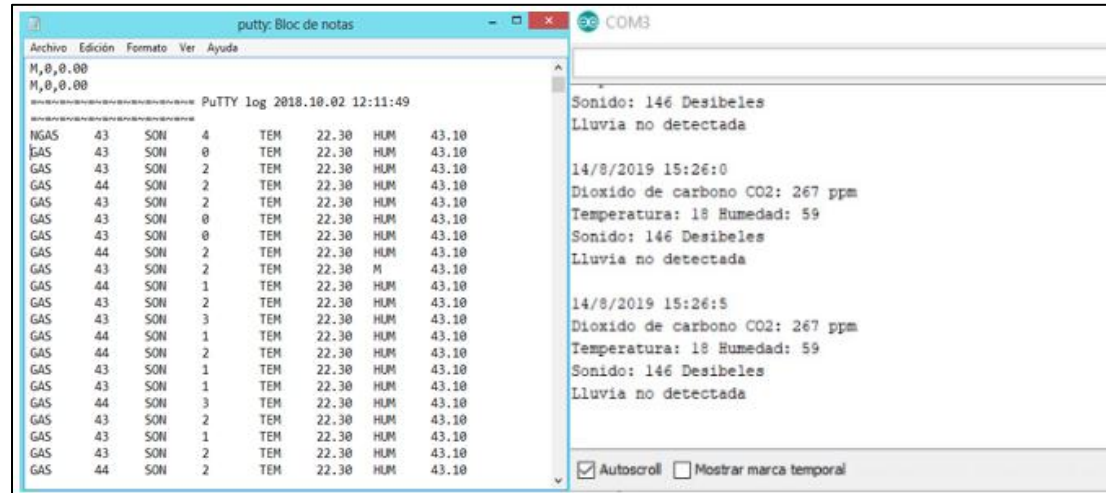 putty: Bloc de notas
Archivo Edición Formato Ver Ayuda
M,0,0.00
M,0,0.00
=~=~=~=~=~=~=~=~=~=~=~= PuTTY log 2018.10.02 12:11:49
=~=~=~=~=~=~=~=~=~=~=~=
NGAS 43 SON 4 TEM 22.30 HUM 43.10
GAS 43 SON 0 TEM 22.30 HUM 43.10
GAS 43 SON 2 TEM 22.30 HUM 43.10
GAS 44 SON 2 TEM 22.30 HUM 43.10
GAS 43 SON 2 TEM 22.30 HUM 43.10
GAS 43 SON 0 TEM 22.30 HUM 43.10
GAS 43 SON 0 TEM 22.30 HUM 43.10
GAS 44 SON 2 TEM 22.30 HUM 43.10
GAS 43 SON 2 TEM 22.30 M 43.10
GAS 44 SON 1 TEM 22.30 HUM 43.10
GAS 43 SON 2 TEM 22.30 HUM 43.10
GAS 43 SON 3 TEM 22.30 HUM 43.10
GAS 44 SON 1 TEM 22.30 HUM 43.10
GAS 44 SON 2 TEM 22.30 HUM 43.10
GAS 43 SON 1 TEM 22.30 HUM 43.10
GAS 43 SON 1 TEM 22.30 HUM 43.10
GAS 44 SON 3 TEM 22.30 HUM 43.10
GAS 43 SON 2 TEM 22.30 HUM 43.10
GAS 43 SON 1 TEM 22.30 HUM 43.10
GAS 43 SON 2 TEM 22.30 HUM 43.10
GAS 44 SON 2 TEM 22.30 HUM 43.10
COM3
Sonido: 146 Desibeles
Lluvia no detectada
14/8/2019 15:26:0
Dioxido de carbono CO2: 267 ppm
Temperatura: 18 Humedad: 59
Sonido: 146 Desibeles
Lluvia no detectada
14/8/2019 15:26:5
Dioxido de carbono CO2: 267 ppm
Temperatura: 18 Humedad: 59
Sonido: 146 Desibeles
Lluvia no detectada
Autoscroll Mostrar marca temporal